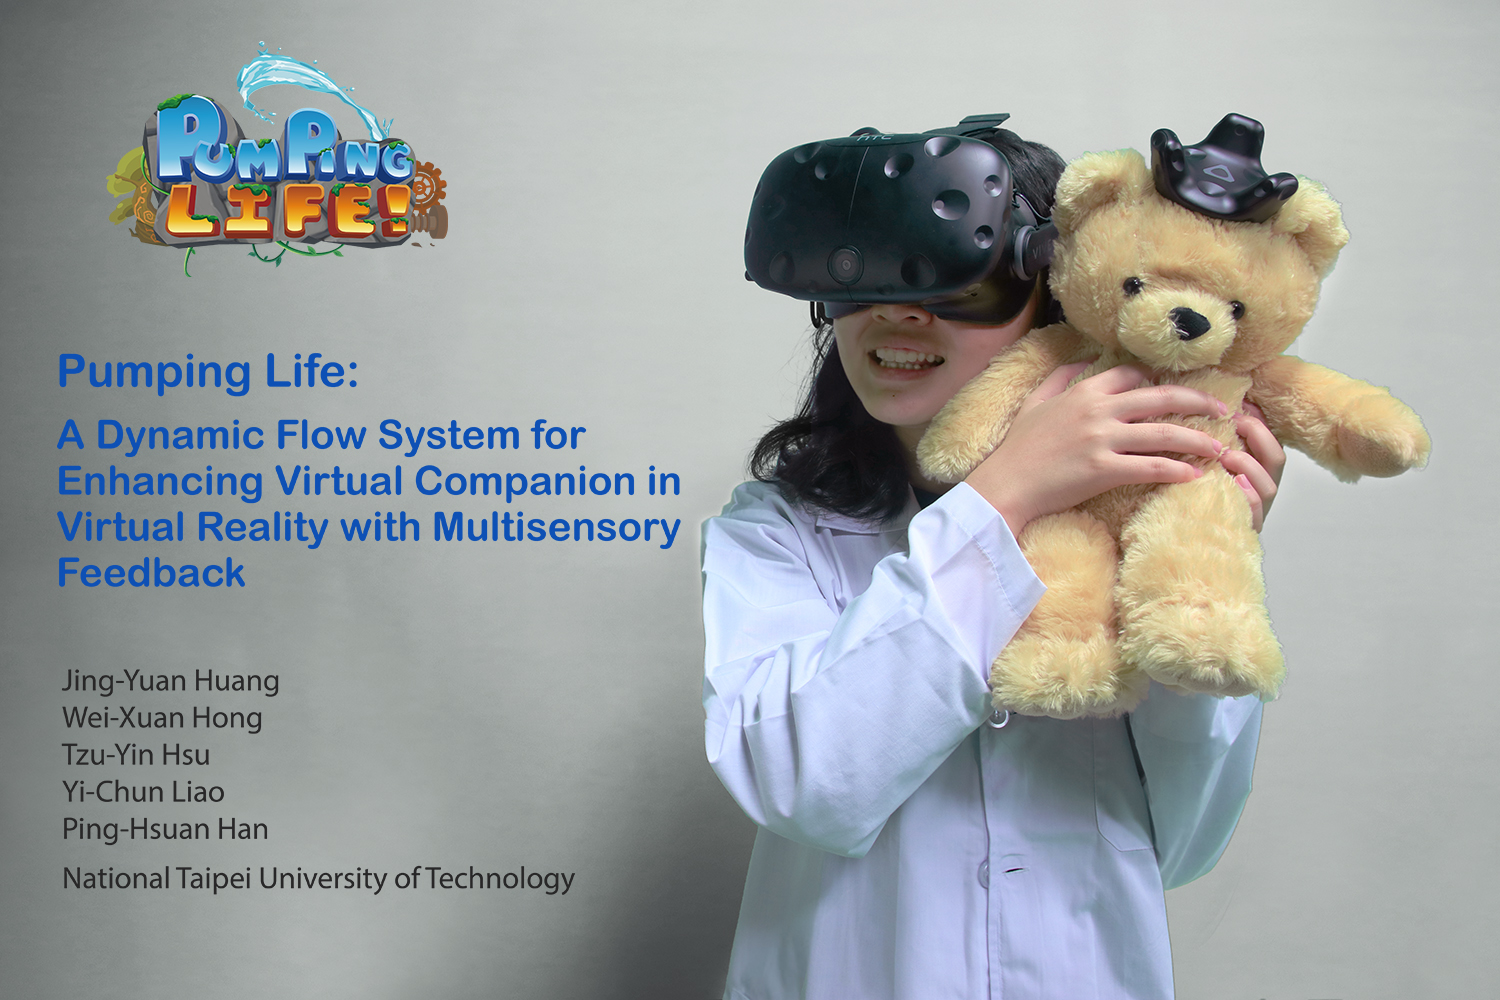 PUMPING
LIFE!
Pumping Life:
A Dynamic Flow System for
Enhancing Virtual Companion in
Virtual Reality with Multisensory
Feedback
Jing-Yuan Huang
Wei-Xuan Hong
Tzu-Yin Hsu
Yi-Chun Liao
Ping-Hsuan Han
National Taipei University of Technology
HTC